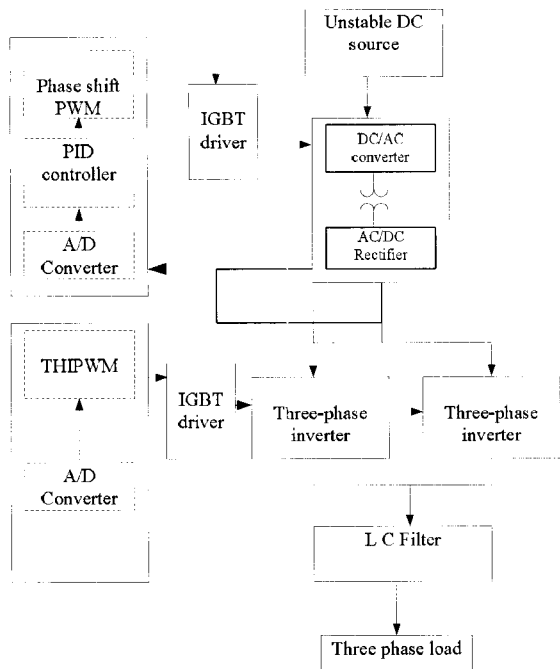 Unstable DC
source
Phase shift
PWM
IGBT
driver
DC/AC
converter
PID
controller
A/D
Converter
AC/DC
Rectifier
THIPWM
IGBT
driver
Three-phase
inverter
Three-phase
inverter
A/D
Converter
L C Filter
Three phase load